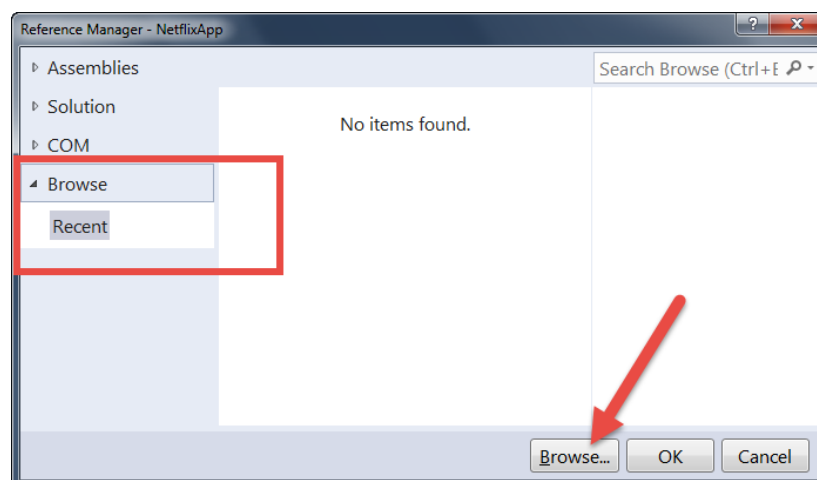 Reference Manager - NetflixApp
?
x
Assemblies
Search Browse (Ctrl+E
Solution
COM
No items found.
Browse
Recent
Browse...
OK
Cancel